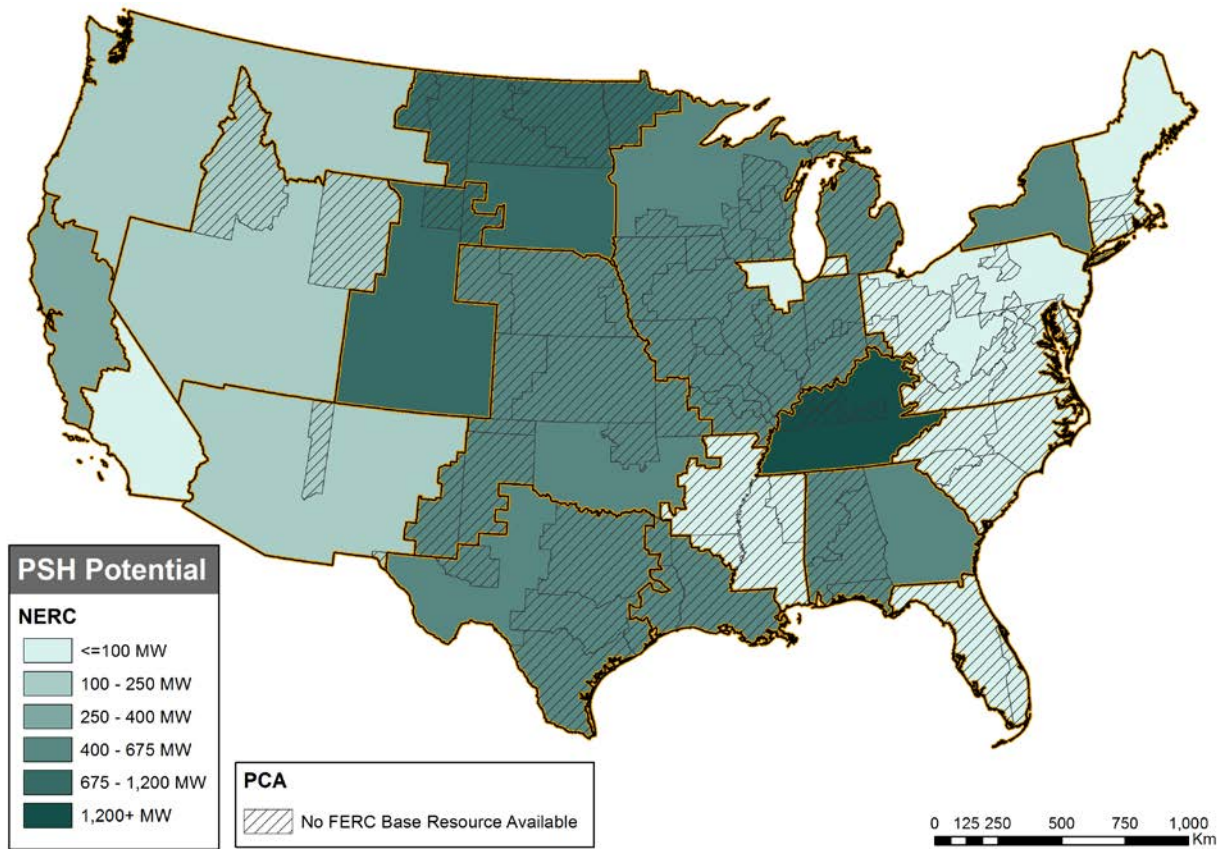 PSH Potential
NERC
<=100 MW
100 - 250 MW
250 - 400 MW
400 - 675 MW
675 - 1,200 MW
1,200+ MW
PCA
No FERC Base Resource Available
0 125 250 500 750 1,000
Km